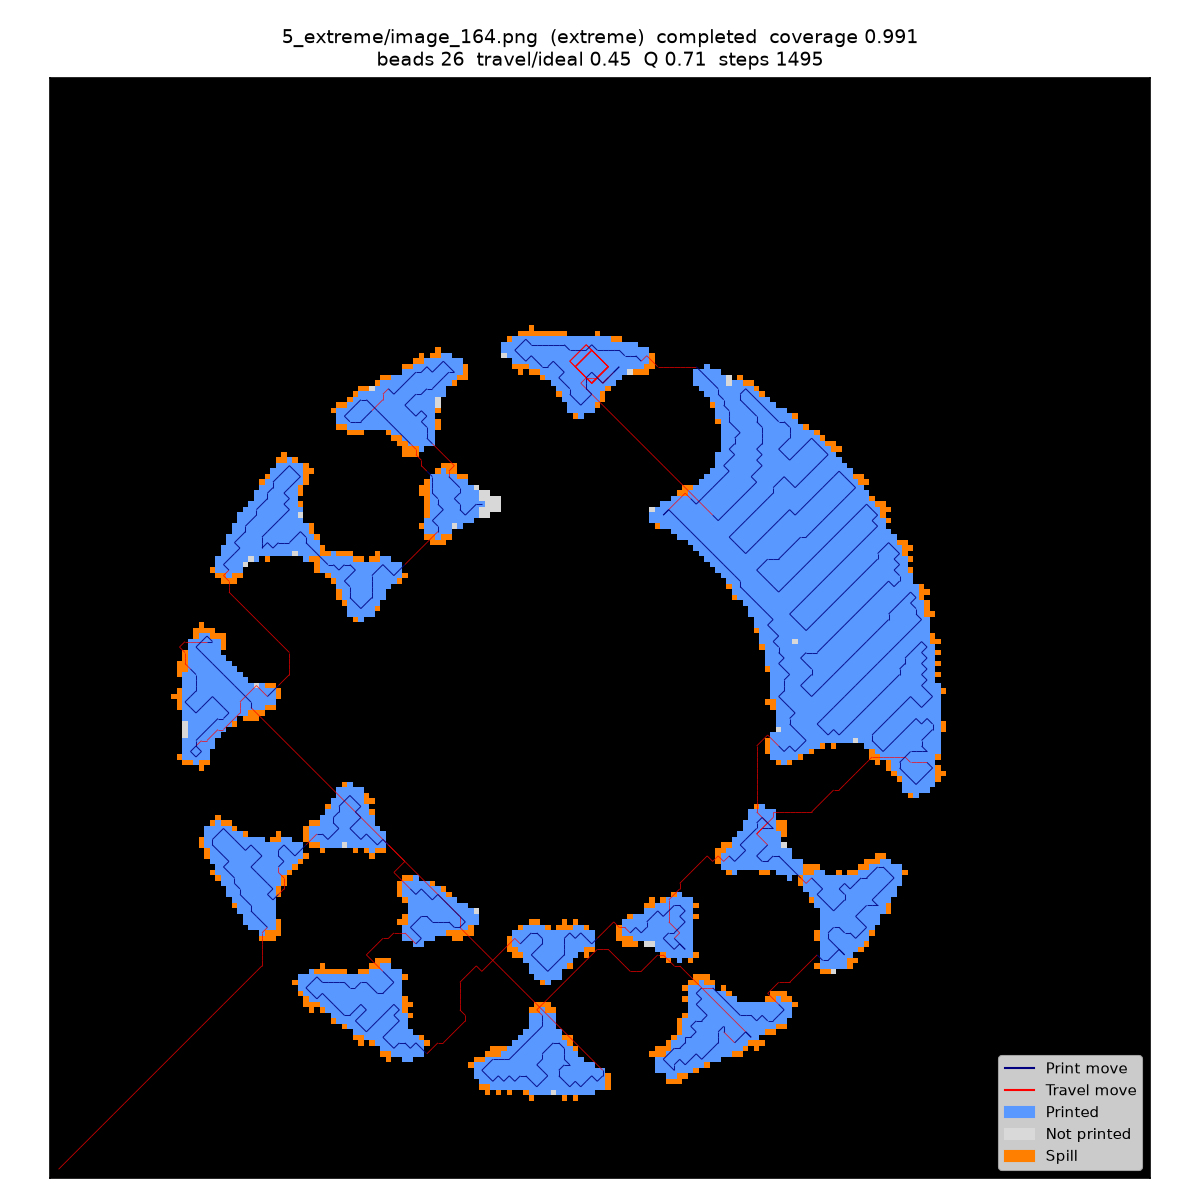 5_extreme/image_164.png  (extreme)  completed  coverage 0.991
beads 26  travel/ideal 0.45  Q 0.71  steps 1495
Print move
Travel move
Printed
Not printed
Spill